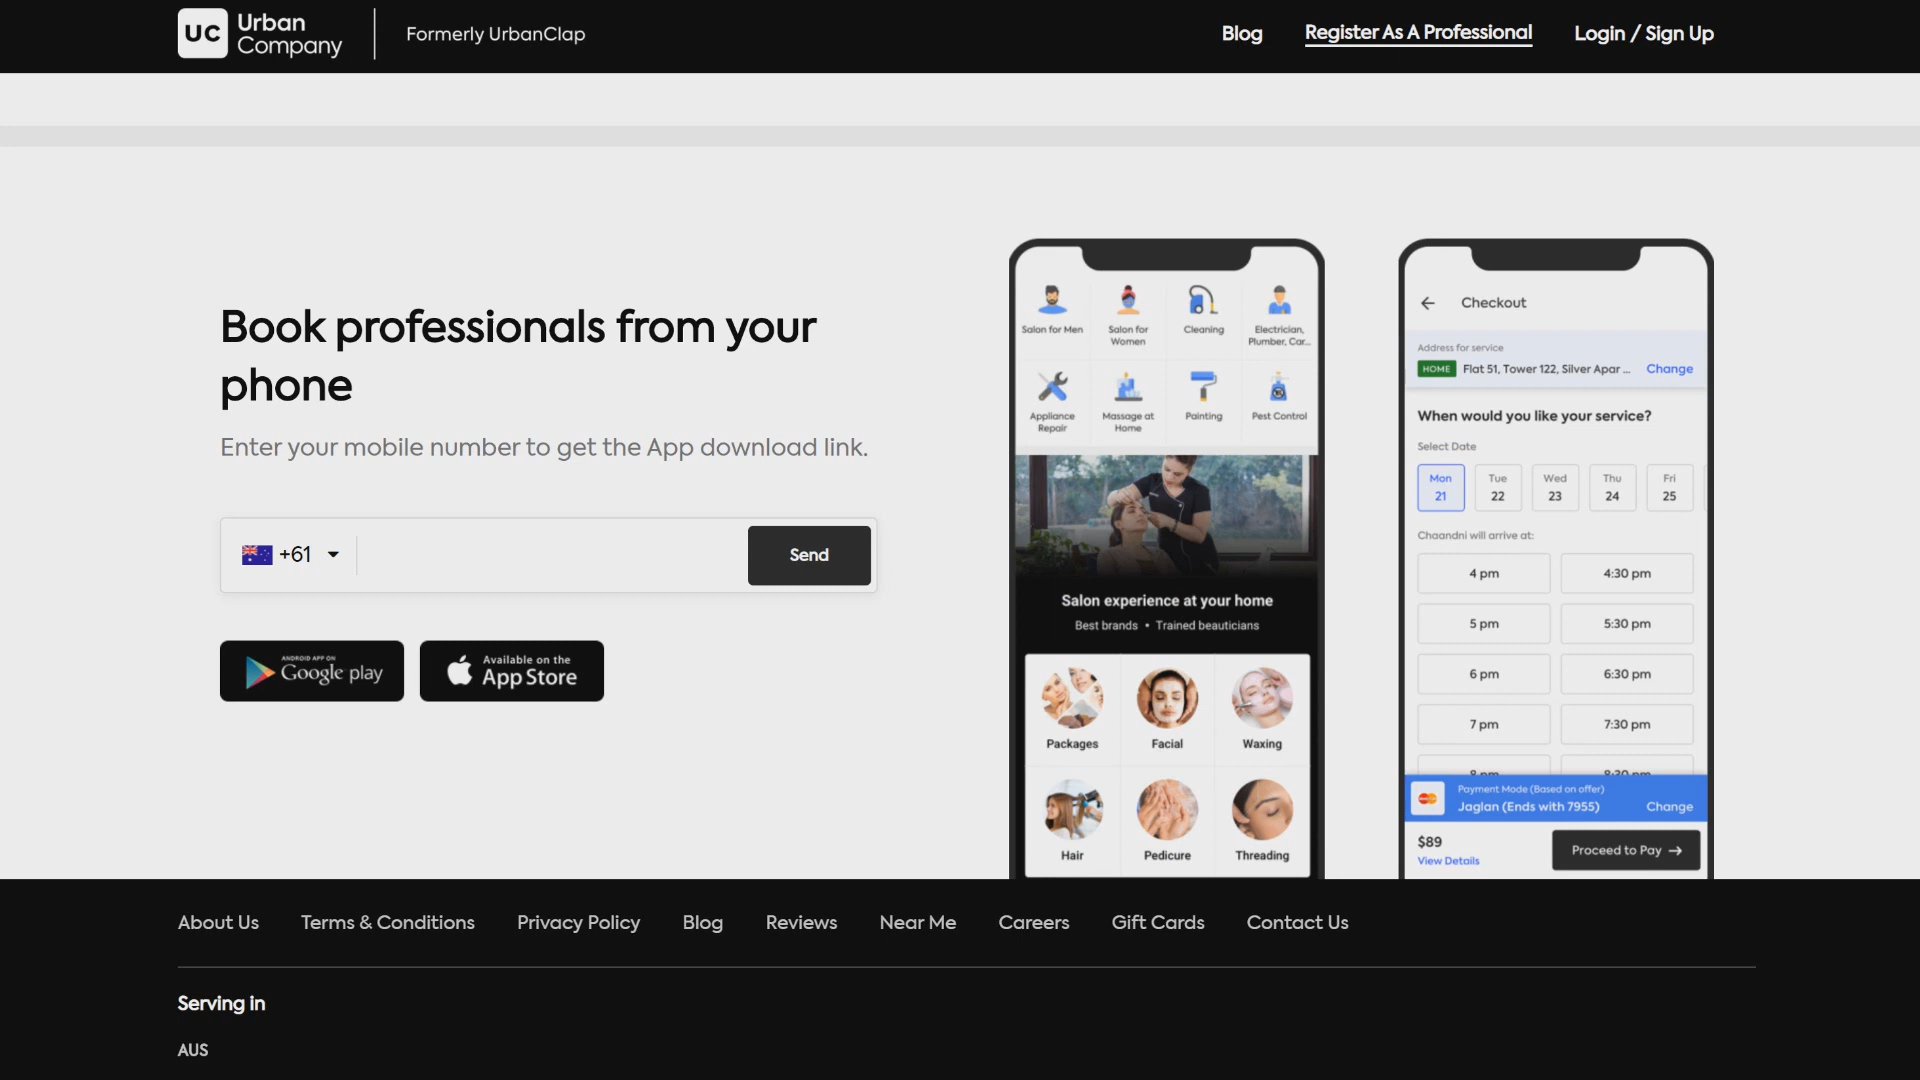 UC Urban Company
Formerly UrbanClap
Blog
Register As A Professional
Login / Sign Up
Book professionals from your
phone
Enter your mobile number to get the App download link.
+61
Send
ANDROID APP ON
Google play
Available on the
App Store
Salon for Men
Salon for
Women
Cleaning
Electrician,
Plumber, Car...
Appliance
Repair
Massage at
Home
Painting
Pest Control
Salon experience at your home
Best brands • Trained beauticians
Packages
Facial
Waxing
Hair
Pedicure
Threading
Checkout
Address for service
HOME Flat 51, Tower 122, Silver Apar ... Change
When would you like your service?
Select Date
Mon
21
Tue
22
Wed
23
Thu
24
Fri
25
Chaandni will arrive at:
4 pm
4:30 pm
5 pm
5:30 pm
6 pm
6:30 pm
7 pm
7:30 pm
8 pm
8:30 pm
Payment Mode (Based on offer)
Jaglan (Ends with 7955)
Change
$89
View Details
Proceed to Pay →
About Us
Terms & Conditions
Privacy Policy
Blog
Reviews
Near Me
Careers
Gift Cards
Contact Us
Serving in
AUS